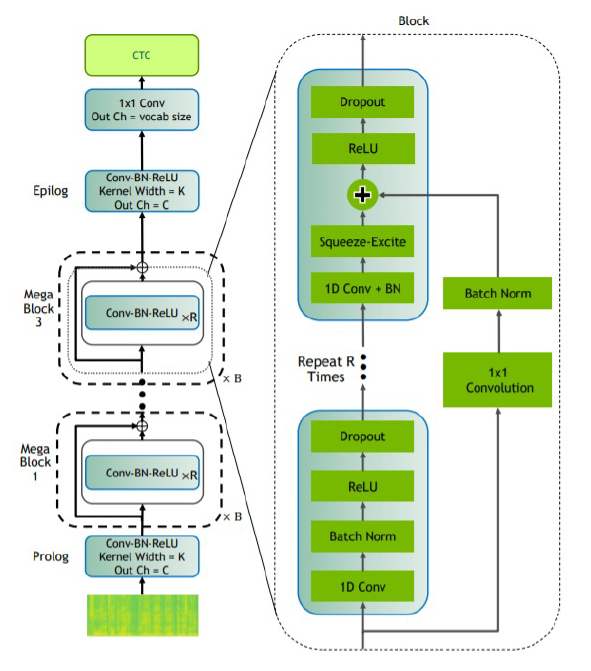 CTC
1x1 Conv
Out Ch = vocab size
Epilog
Conv-BN-ReLU
Kernel Width = K
Out Ch = C
Mega
Block
3
Conv-BN-ReLU
×R
× B
Mega
Block
1
Conv-BN-ReLU
×R
× B
Prolog
Conv-BN-ReLU
Kernel Width = K
Out Ch = C
Block
Dropout
ReLU
+
Squeeze-Excite
1D Conv + BN
Repeat R
Times
Batch Norm
1x1
Convolution
Dropout
ReLU
Batch Norm
1D Conv